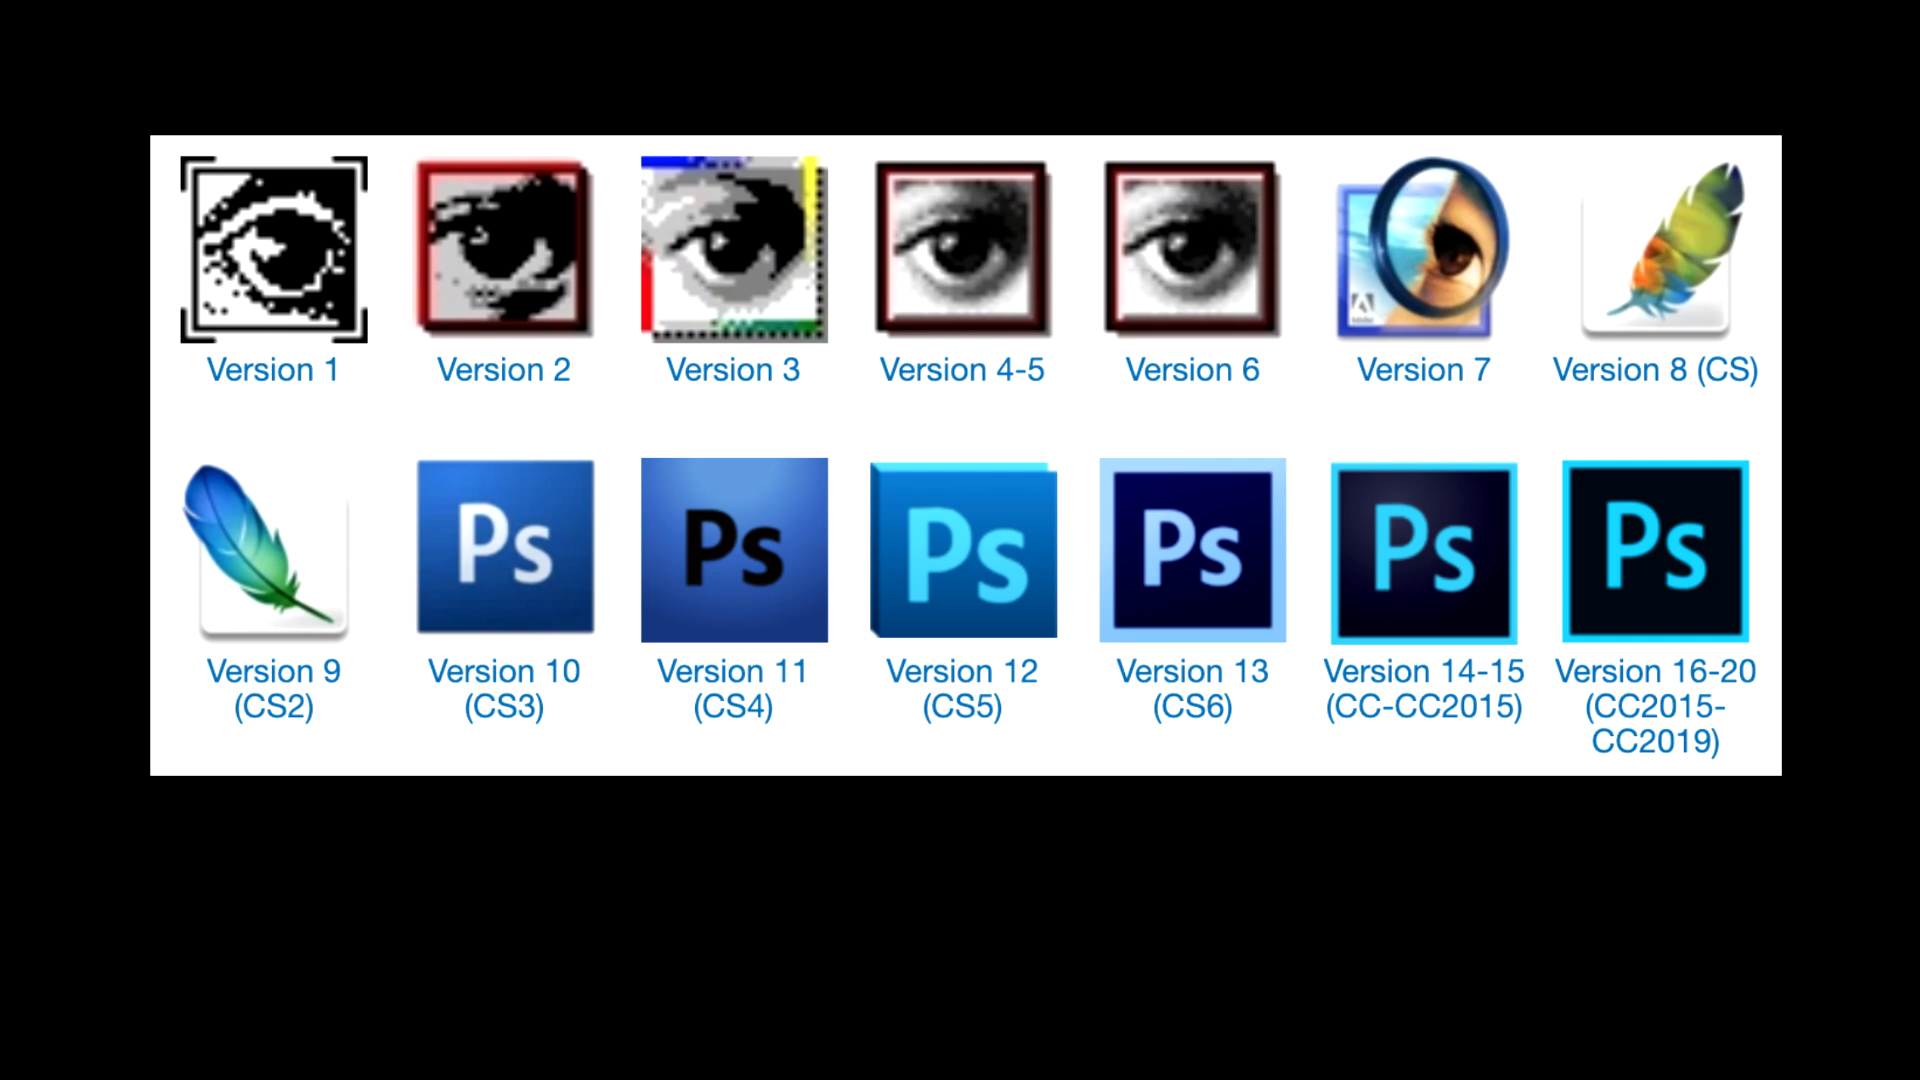 Version 1
Version 2
Version 3
Version 4-5
Version 6
Version 7
Version 8 (CS)
Ps
Ps
Ps
Ps
Ps
Ps
Version 9
(CS2)
Version 10
(CS3)
Version 11
(CS4)
Version 12
(CS5)
Version 13
(CS6)
Version 14-15
(CC-CC2015)
Version 16-20
(CC2015-
CC2019)